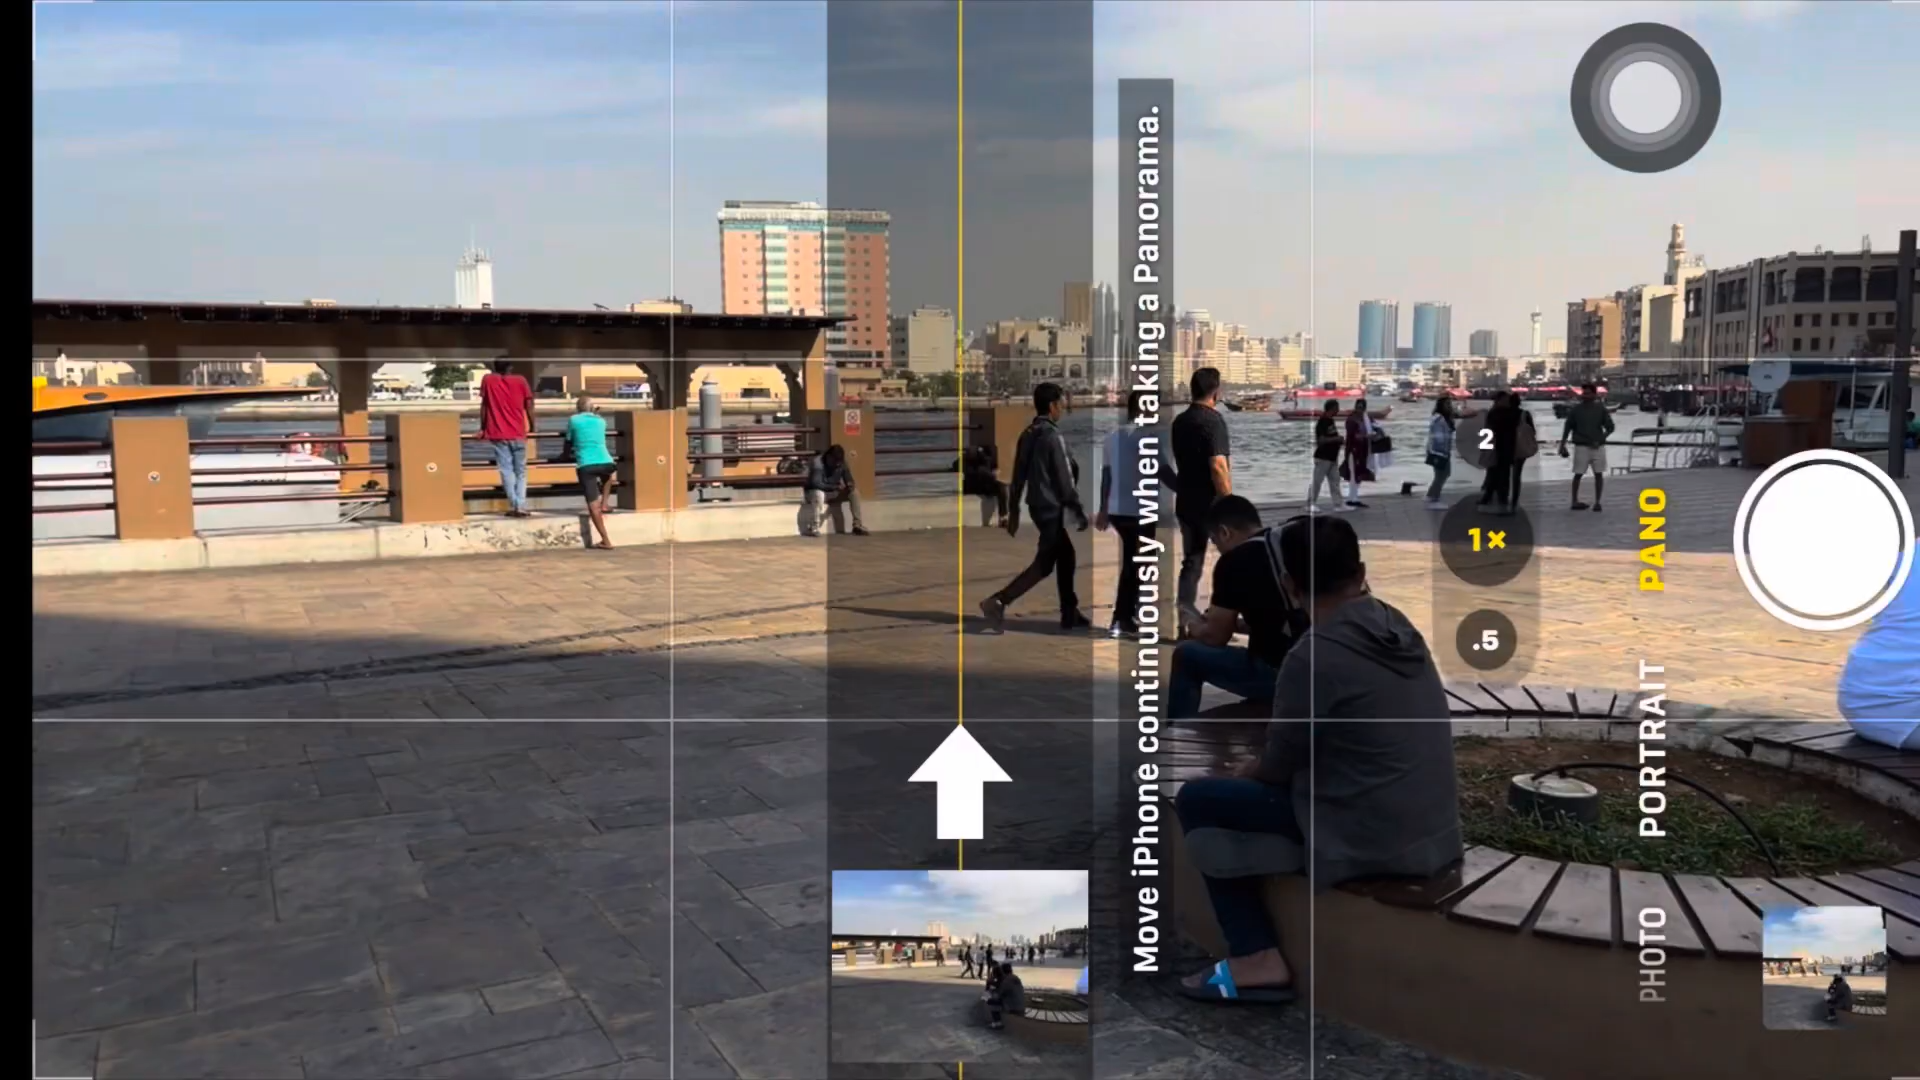 Move iPhone continuously when taking a Panorama.
2
1×
.5
PANO
PORTRAIT
PHOTO